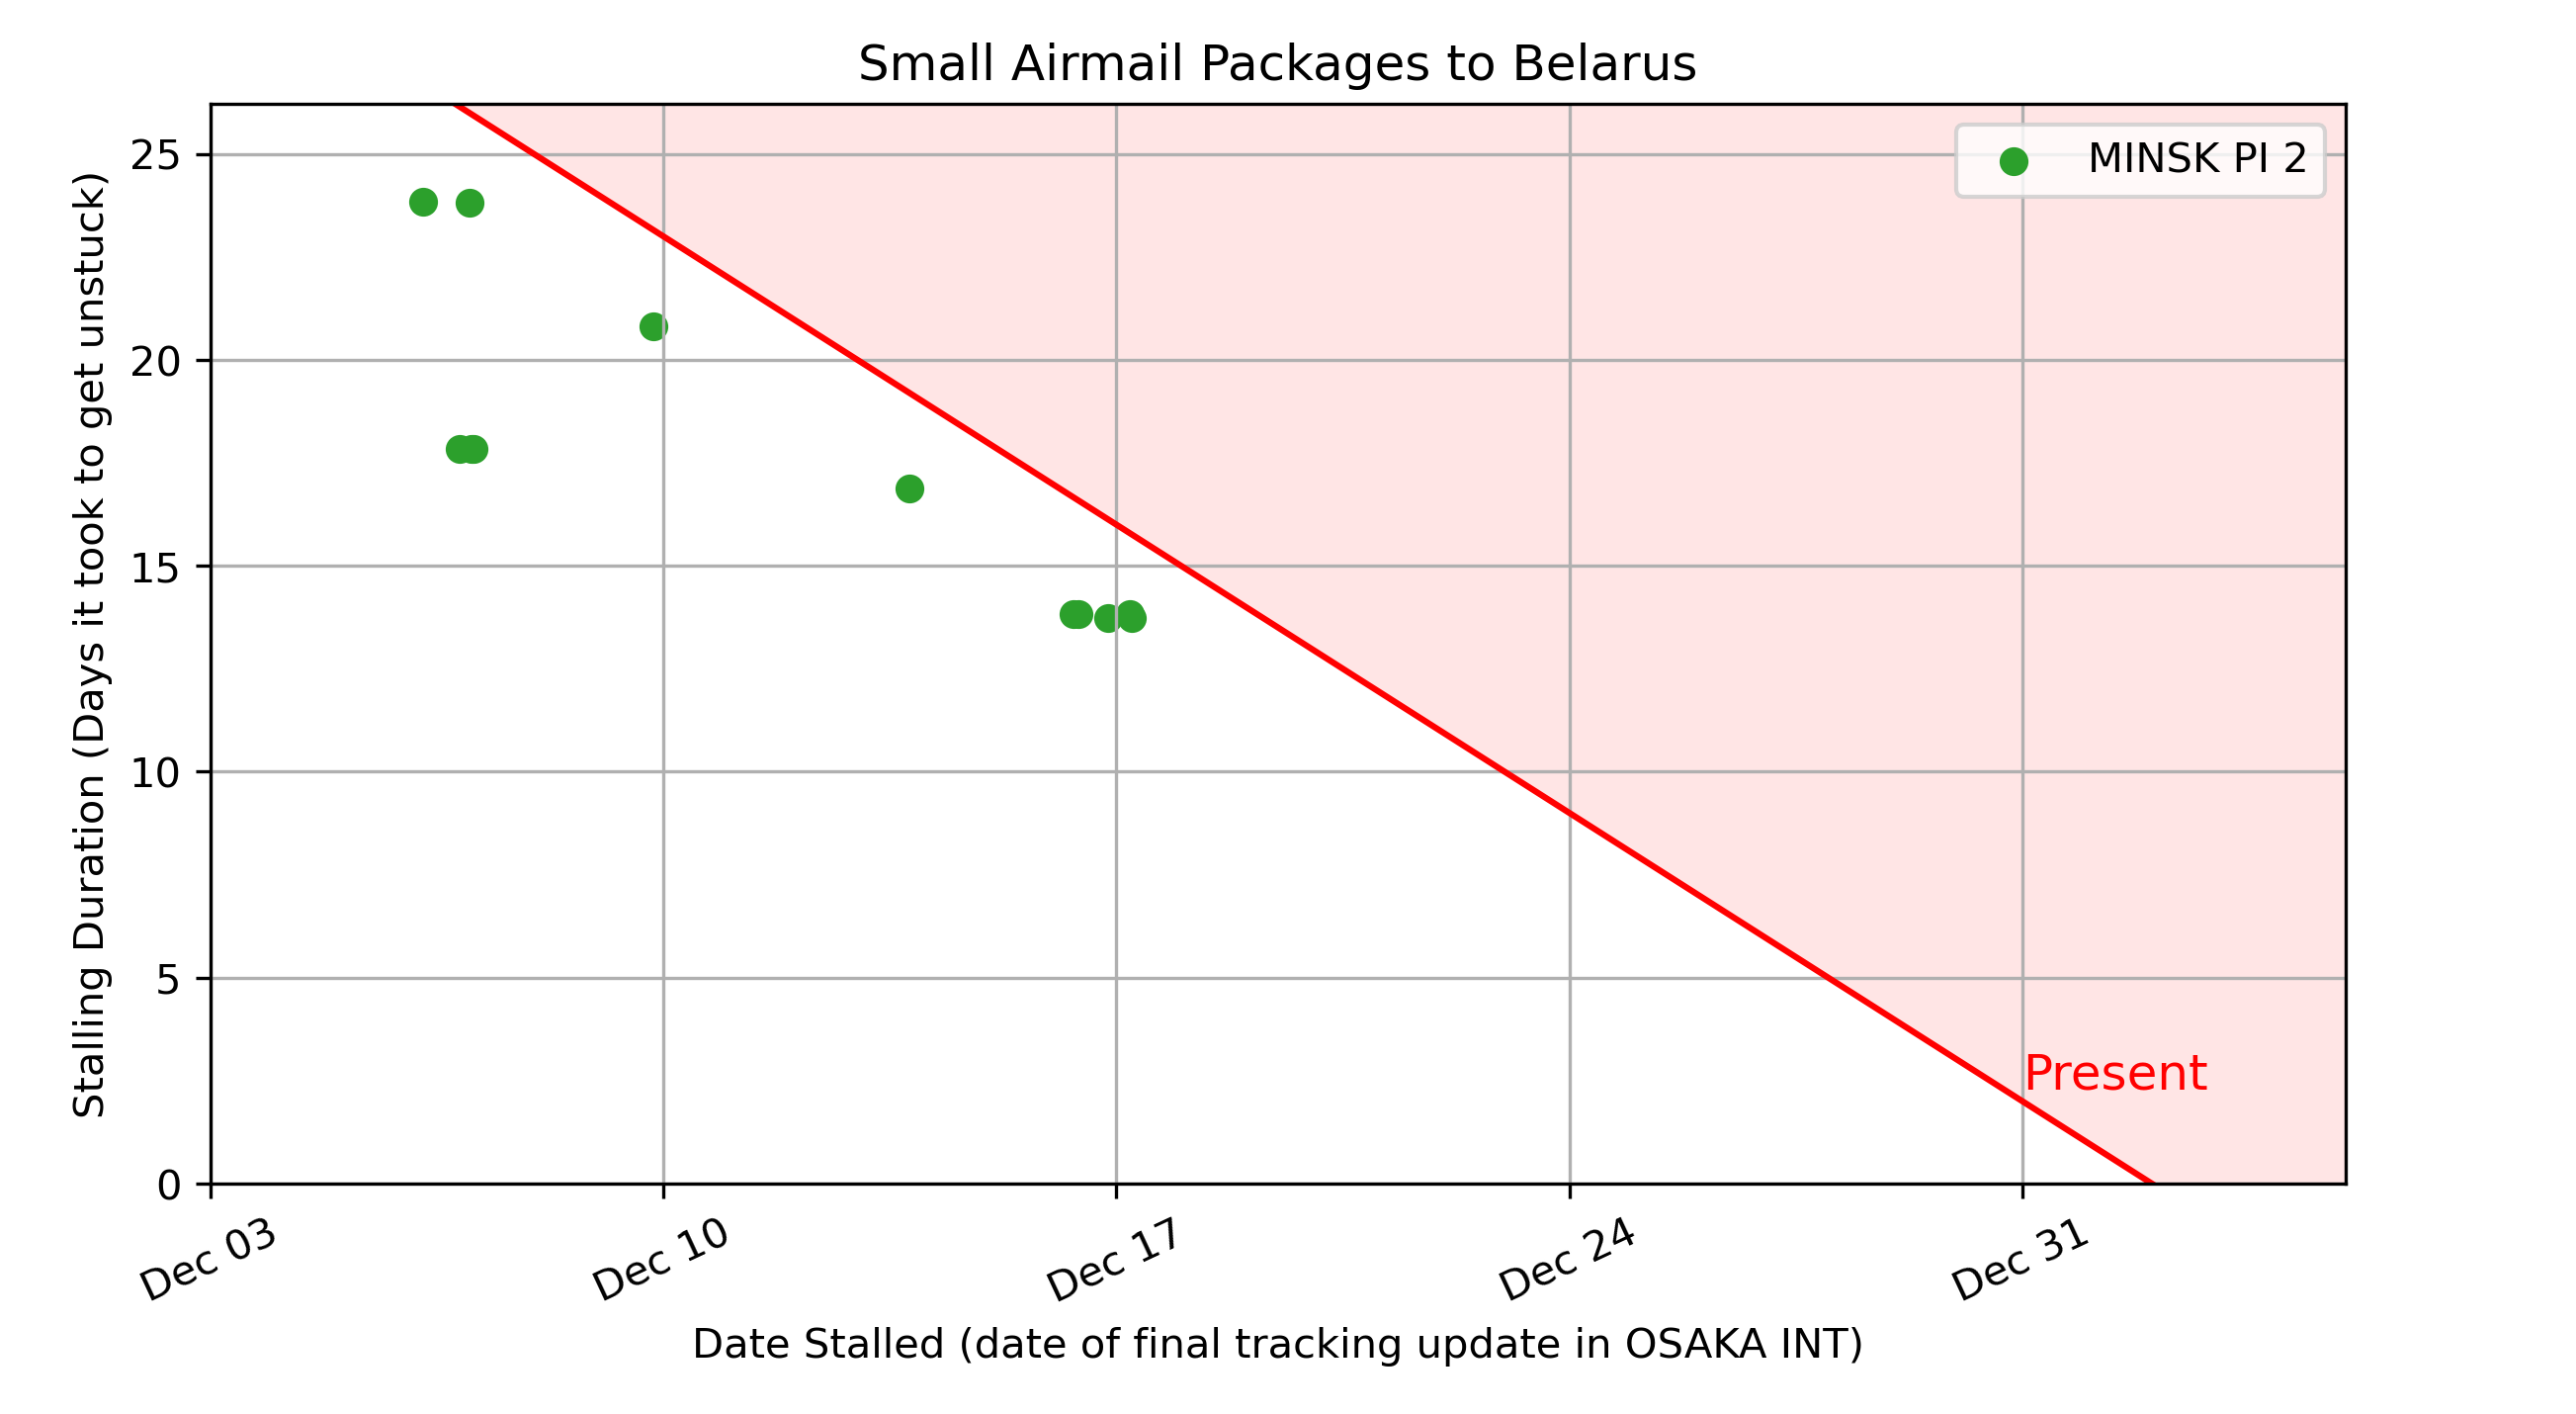 Small Airmail Packages to Belarus
MINSK PI 2
Stalling Duration (Days it took to get unstuck)
25
20
15
10
5
0
Present
Dec 03
Dec 10
Dec 17
Dec 24
Dec 31
Date Stalled (date of final tracking update in OSAKA INT)